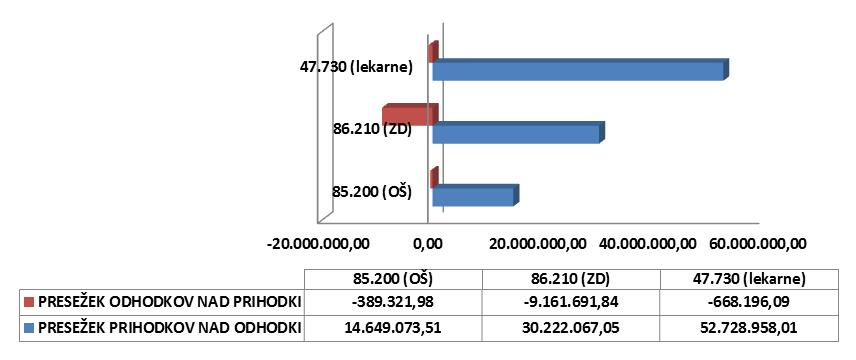 47.730 (lekarne)
86.210 (ZD)
85.200 (OŠ)
-20.000.000,00 0,00 20.000.000,00 40.000.000,00 60.000.000,00
85.200 (OŠ) 86.210 (ZD) 47.730 (lekarne)
PRESEŽEK ODHODKOV NAD PRIHODKI -389.321,98 -9.161.691,84 -668.196,09
PRESEŽEK PRIHODKOV NAD ODHODKI 14.649.073,51 30.222.067,05 52.728.958,01